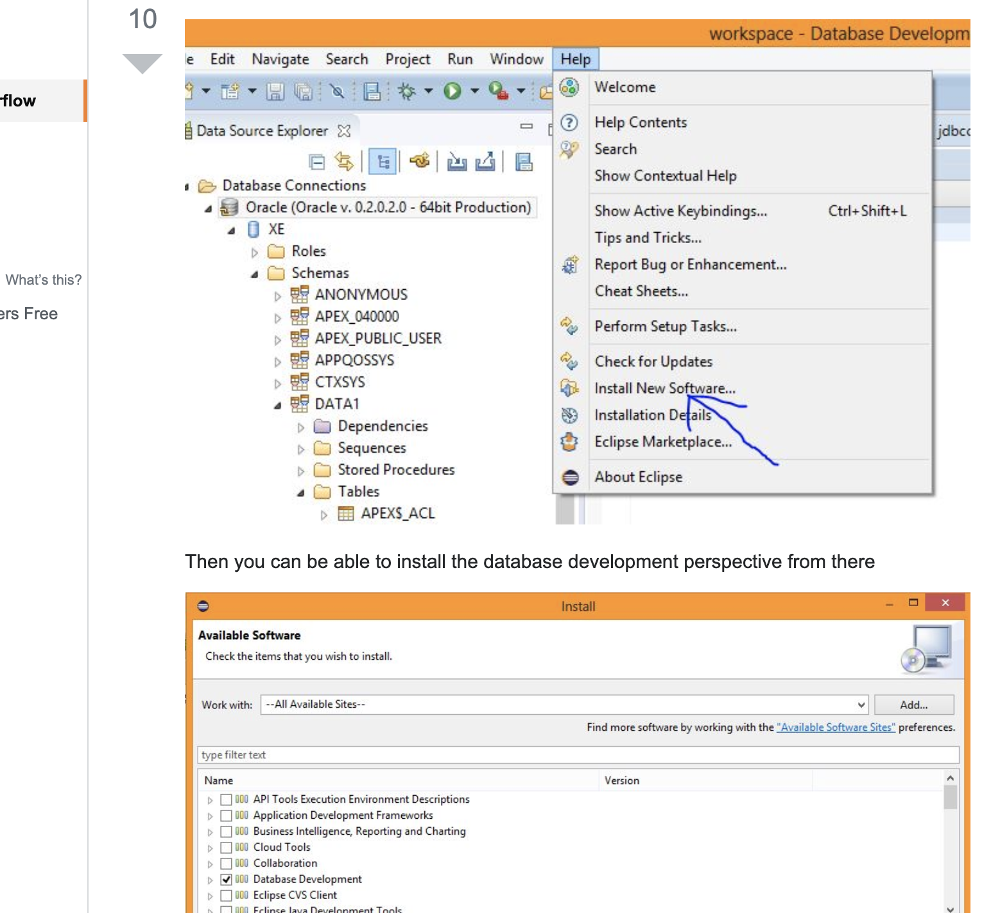 10
workspace - Database Developm
le Edit Navigate Search Project Run Window Help
Welcome
rflow
Help Contents
Data Source Explorer
jdbcc
Search
Show Contextual Help
Database Connections
Oracle (Oracle v. 0.2.0.2.0 - 64bit Production)
Show Active Keybindings... Ctrl+Shift+L
XE
Tips and Tricks...
Roles
Report Bug or Enhancement...
Schemas
What's this?
Cheat Sheets...
ANONYMOUS
ers Free
APEX_040000
Perform Setup Tasks...
APEX_PUBLIC_USER
APPQOSSYS
Check for Updates
CTXSYS
Install New Software...
DATA1
Installation Details
Dependencies
Eclipse Marketplace...
Sequences
Stored Procedures
About Eclipse
Tables
APEX$_ACL
Then you can be able to install the database development perspective from there
Install
Available Software
Check the items that you wish to install.
Work with: --All Available Sites-- Add...
Find more software by working with the "Available Software Sites" preferences.
type filter text
Name Version
API Tools Execution Environment Descriptions
Application Development Frameworks
Business Intelligence, Reporting and Charting
Cloud Tools
Collaboration
Database Development
Eclipse CVS Client
Eclipse Java Development Tools